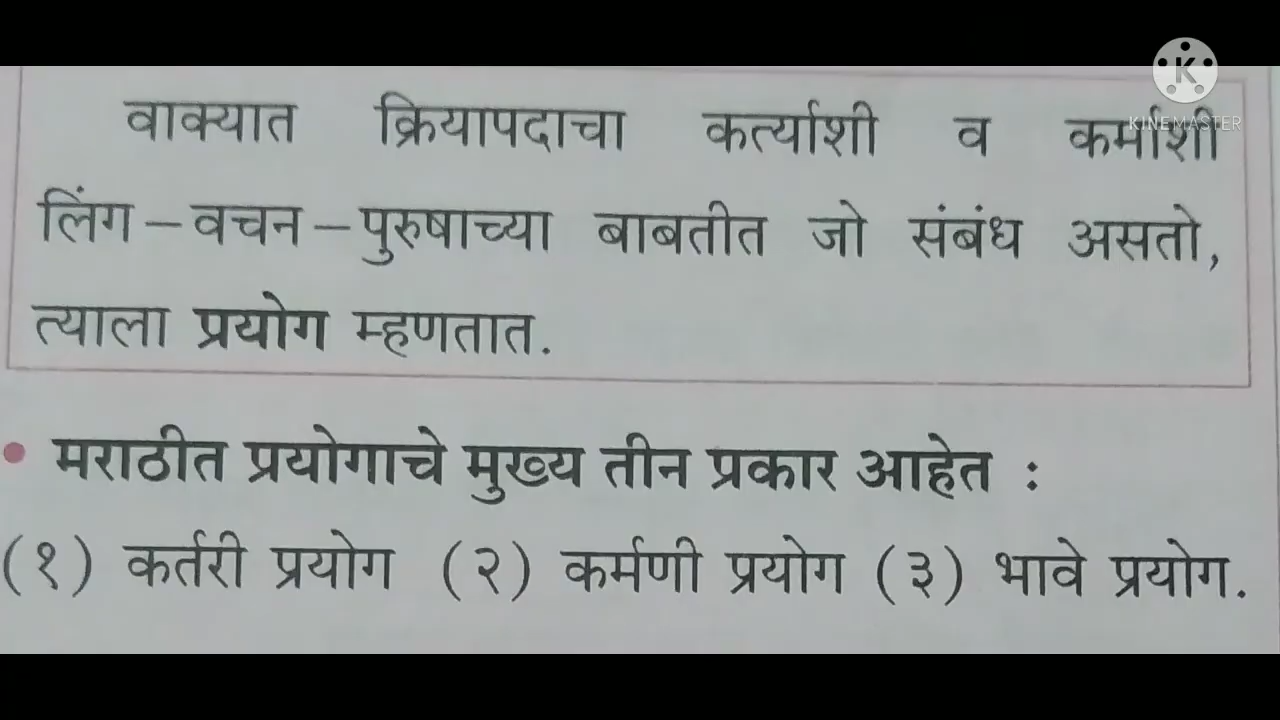 KINEMASTER
वाक्यात क्रियापदाचा कर्त्याशी व कर्माशी
लिंग – वचन – पुरुषाच्या बाबतीत जो संबंध असतो,
त्याला प्रयोग म्हणतात.
• मराठीत प्रयोगाचे मुख्य तीन प्रकार आहेत :
(१) कर्तरी प्रयोग (२) कर्मणी प्रयोग (३) भावे प्रयोग.